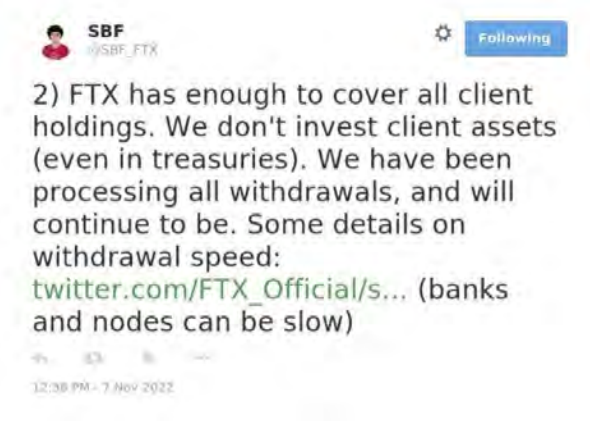 SBF
@SBF_FTX
Following
2) FTX has enough to cover all client
holdings. We don't invest client assets
(even in treasuries). We have been
processing all withdrawals, and will
continue to be. Some details on
withdrawal speed:
twitter.com/FTX_Official/s... (banks
and nodes can be slow)
12:38 PM - 7 Nov 2022